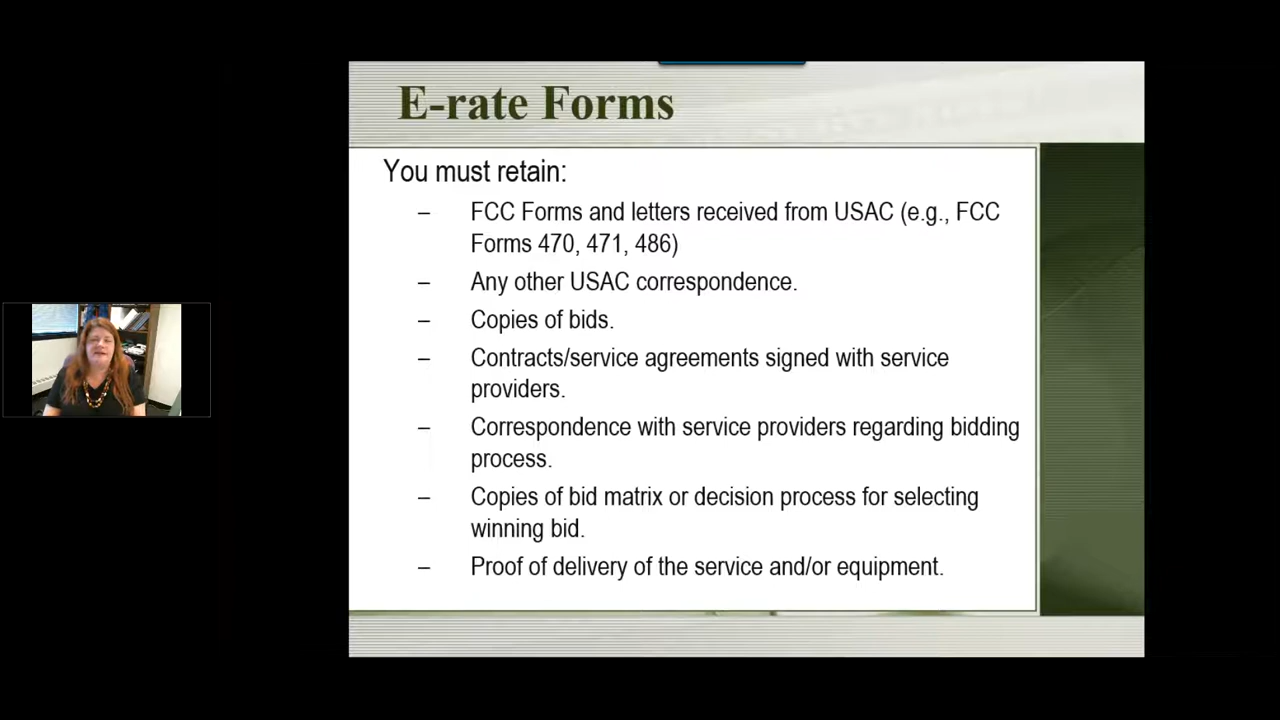 E-rate Forms
You must retain:
– FCC Forms and letters received from USAC (e.g., FCC
Forms 470, 471, 486)
– Any other USAC correspondence.
– Copies of bids.
– Contracts/service agreements signed with service
providers.
– Correspondence with service providers regarding bidding
process.
– Copies of bid matrix or decision process for selecting
winning bid.
– Proof of delivery of the service and/or equipment.